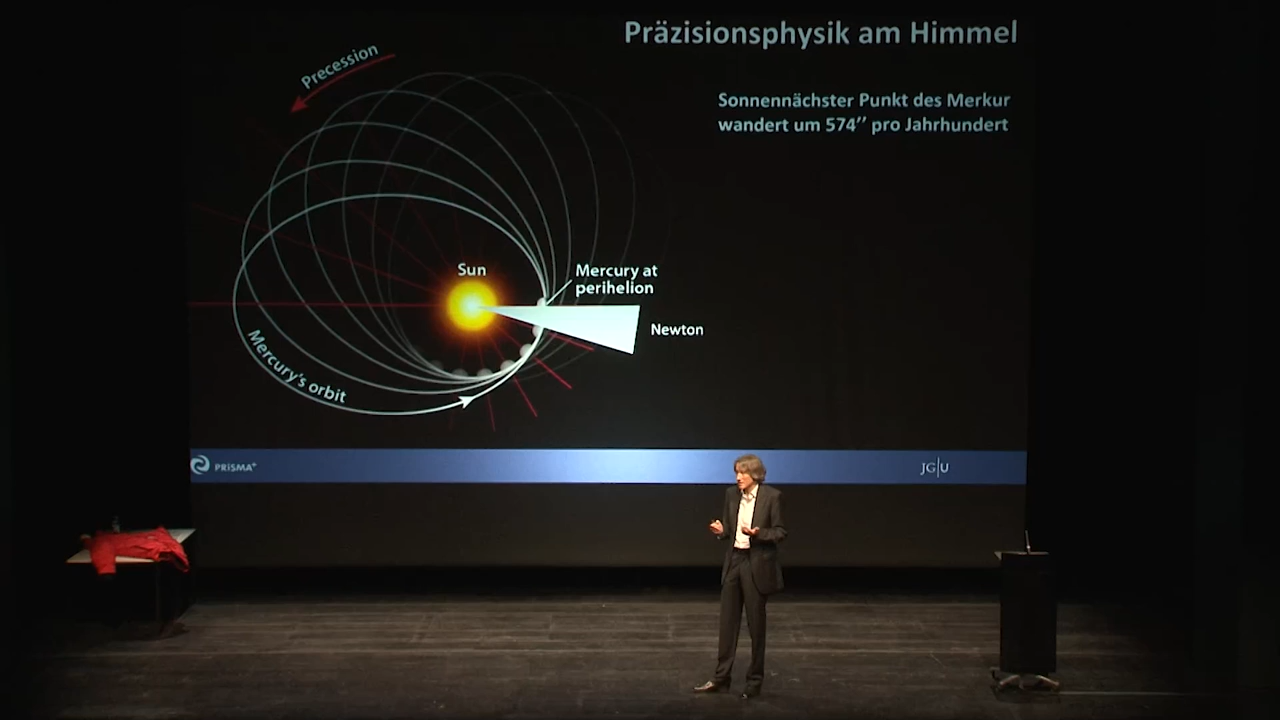 Präzisionsphysik am Himmel
Precession
Sonnennächster Punkt des Merkur
wandert um 574’’ pro Jahrhundert
Sun
Mercury at
perihelion
Newton
Mercury's orbit
PRISMA+
JG|U